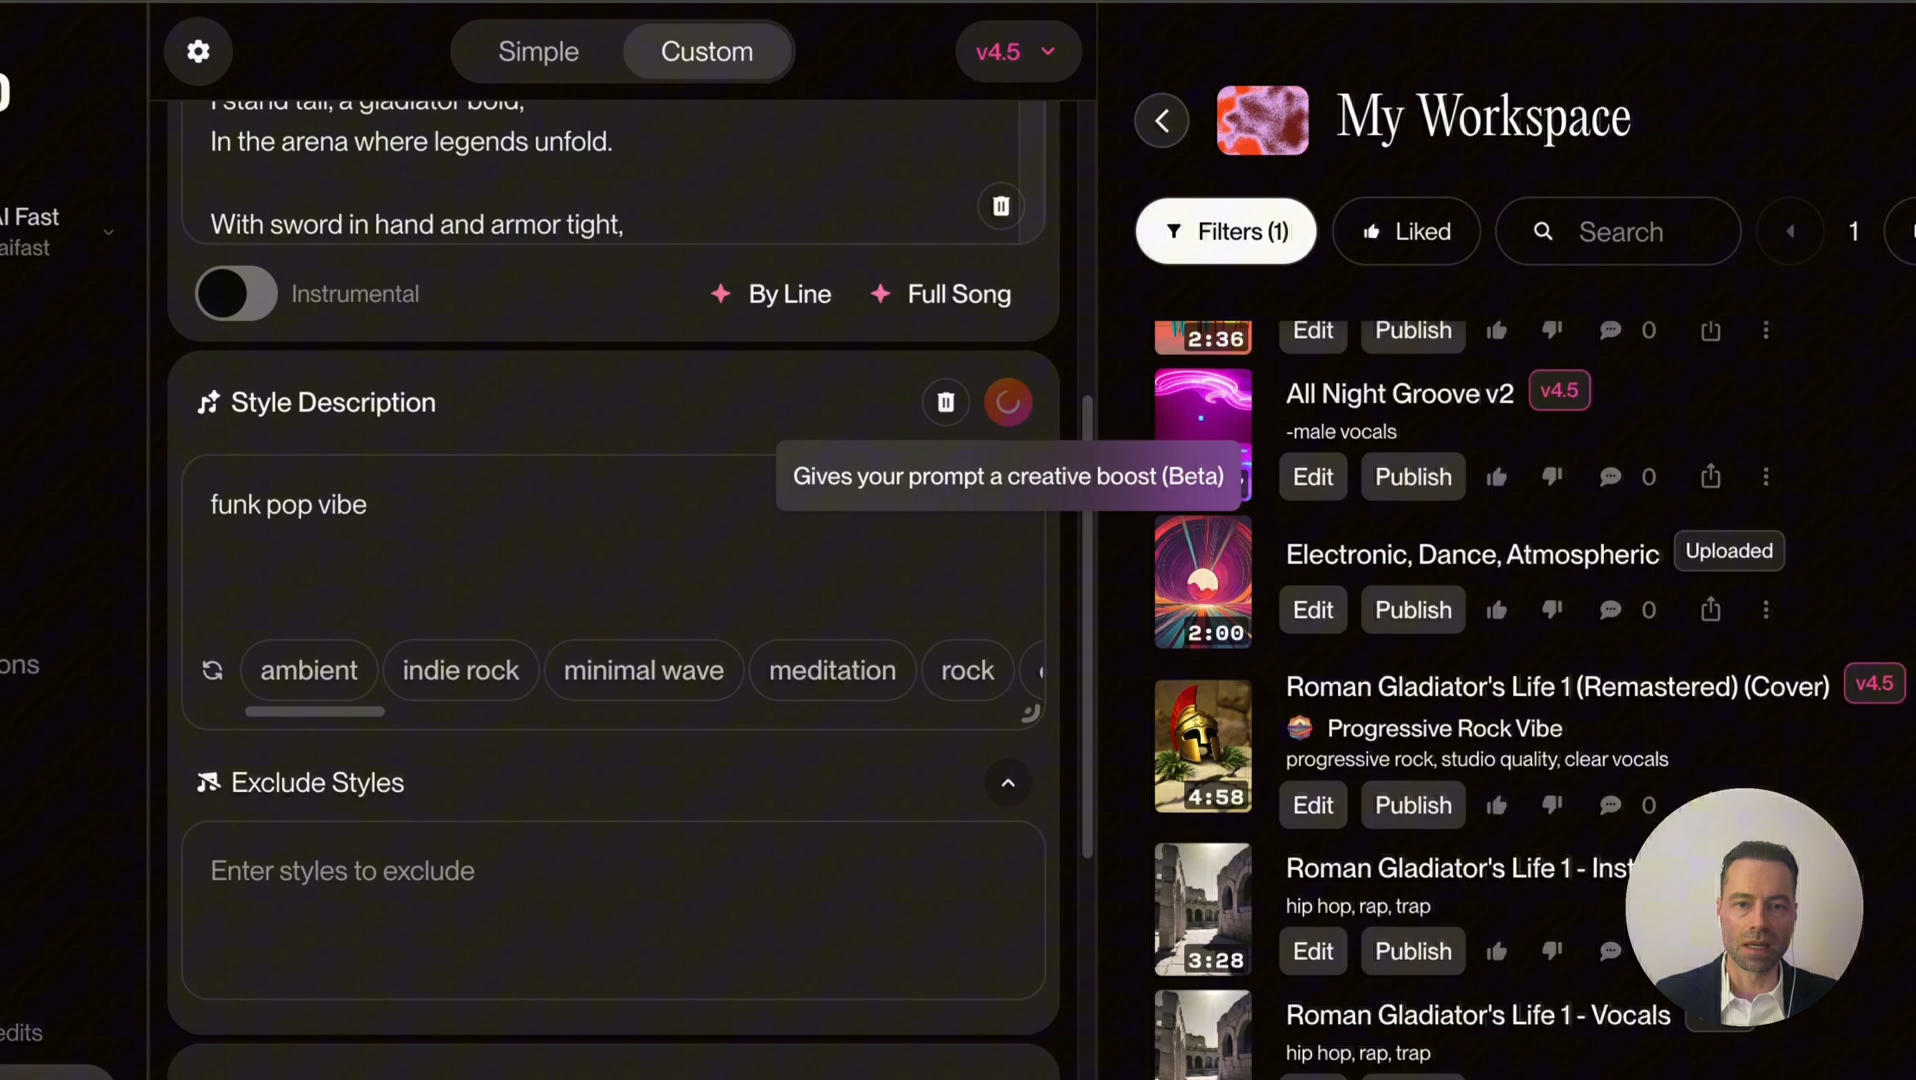 Simple
Custom
v4.5
I stand tall, a gladiator bold,
In the arena where legends unfold.
With sword in hand and armor tight,
Instrumental
By Line
Full Song
Style Description
Gives your prompt a creative boost (Beta)
funk pop vibe
ambient
indie rock
minimal wave
meditation
rock
Exclude Styles
Enter styles to exclude
AI Fast
aifast
ons
edits
My Workspace
Filters (1)
Liked
Search
1
2:36
Edit
Publish
0
All Night Groove v2
v4.5
-male vocals
Edit
Publish
0
Electronic, Dance, Atmospheric
Uploaded
2:00
Edit
Publish
0
Roman Gladiator's Life 1 (Remastered) (Cover)
v4.5
Progressive Rock Vibe
progressive rock, studio quality, clear vocals
4:58
Edit
Publish
0
Roman Gladiator's Life 1 - Inst
hip hop, rap, trap
3:28
Edit
Publish
Roman Gladiator's Life 1 - Vocals
hip hop, rap, trap